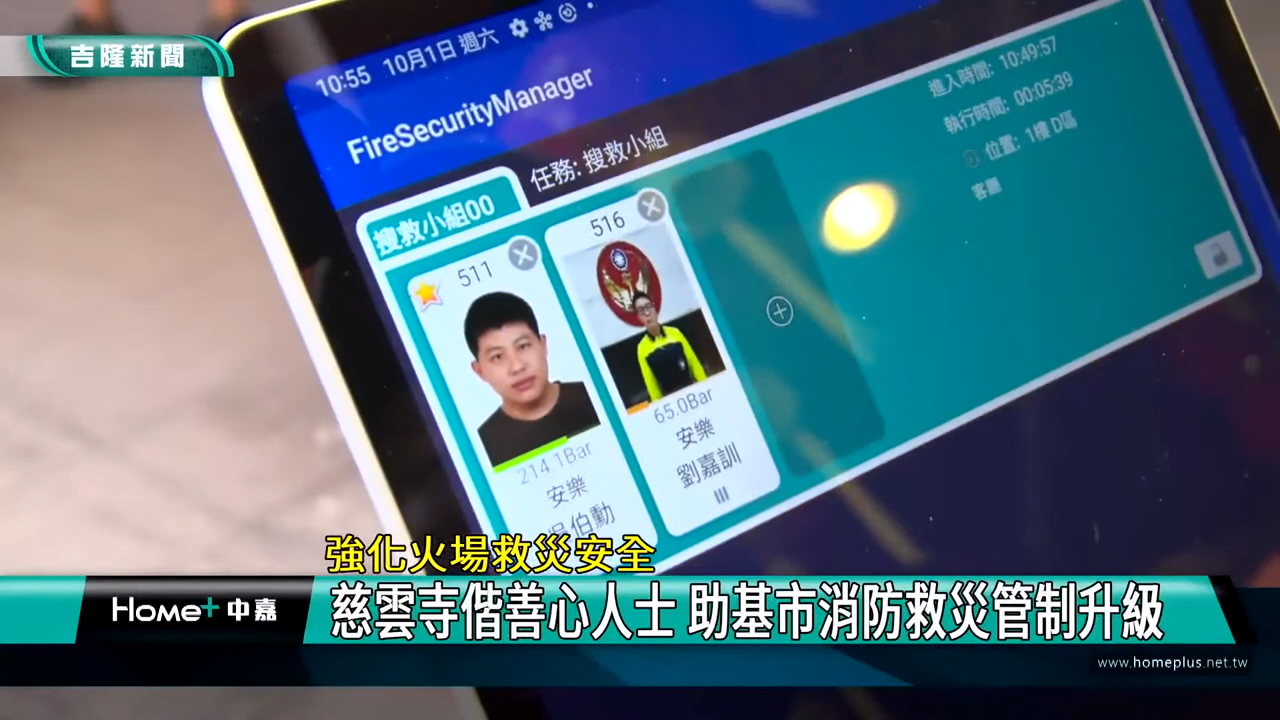 吉隆新聞
10:55 10月1日 週六
FireSecurityManager
任務: 搜救小組
進入時間: 10:49:57
執行時間: 00:05:39
位置: 1樓 D區
客廳
搜救小組00
511
214.1Bar
安樂
吳伯勳
516
65.0Bar
安樂
劉嘉訓
強化火場救災安全
慈雲寺偕善心人士 助基市消防救災管制升級
Home+ 中嘉
www.homeplus.net.tw